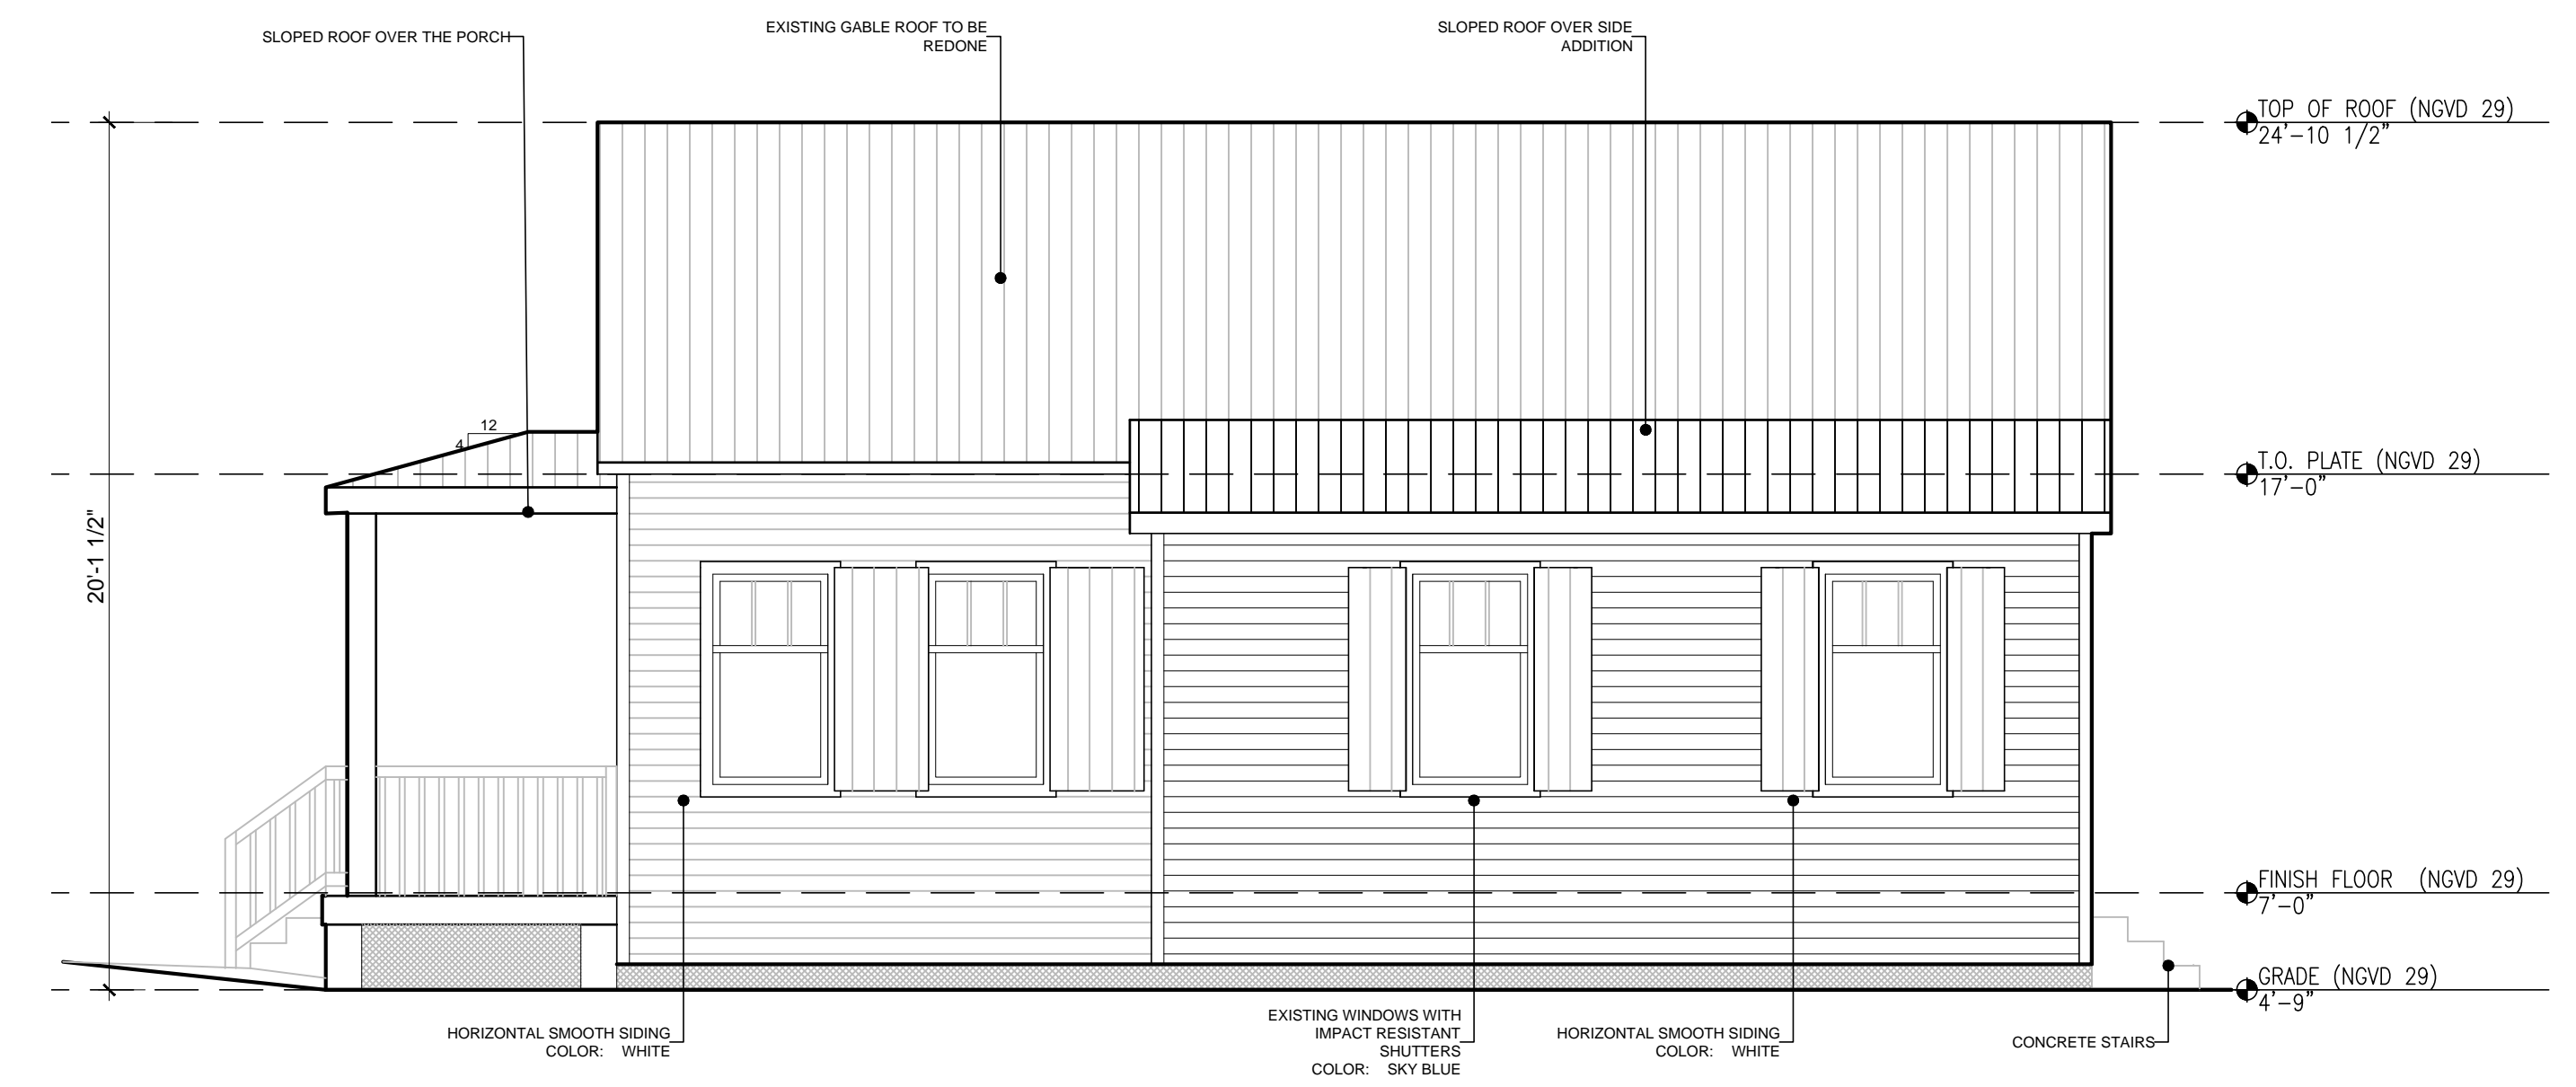 SLOPED ROOF OVER THE PORCH
EXISTING GABLE ROOF TO BE
REDONE
SLOPED ROOF OVER SIDE
ADDITION
TOP OF ROOF (NGVD 29)
24'-10 1/2"
12
4
T.O. PLATE (NGVD 29)
17'-0"
20'-1 1/2"
FINISH FLOOR (NGVD 29)
7'-0"
GRADE (NGVD 29)
4'-9"
HORIZONTAL SMOOTH SIDING
COLOR: WHITE
EXISTING WINDOWS WITH
IMPACT RESISTANT
SHUTTERS
COLOR: SKY BLUE
HORIZONTAL SMOOTH SIDING
COLOR: WHITE
CONCRETE STAIRS